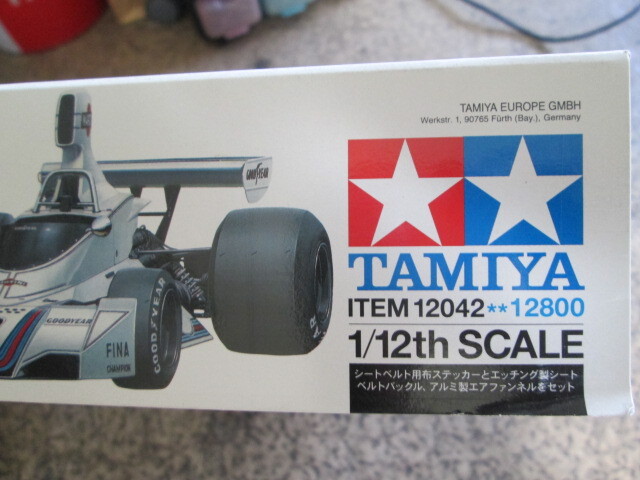 TAMIYA EUROPE GMBH
Werkstr. 1, 90765 Fürth (Bay.), Germany
GOODYEAR
TAMIYA
ITEM 12042 **12800
1/12th SCALE
シートベルト用布ステッカーとエッチング製シート
ベルトバックル、アルミ製エアファンネルをセット
GOODYEAR
GOODYEAR
FINA
CHAMPION